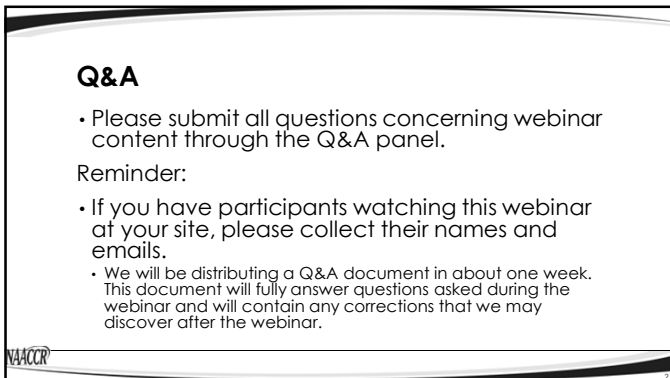 Q&A
• Please submit all questions concerning webinar
content through the Q&A panel.
Reminder:
• If you have participants watching this webinar
at your site, please collect their names and
emails.
• We will be distributing a Q&A document in about one week.
This document will fully answer questions asked during the
webinar and will contain any corrections that we may
discover after the webinar.
NAACCR
2